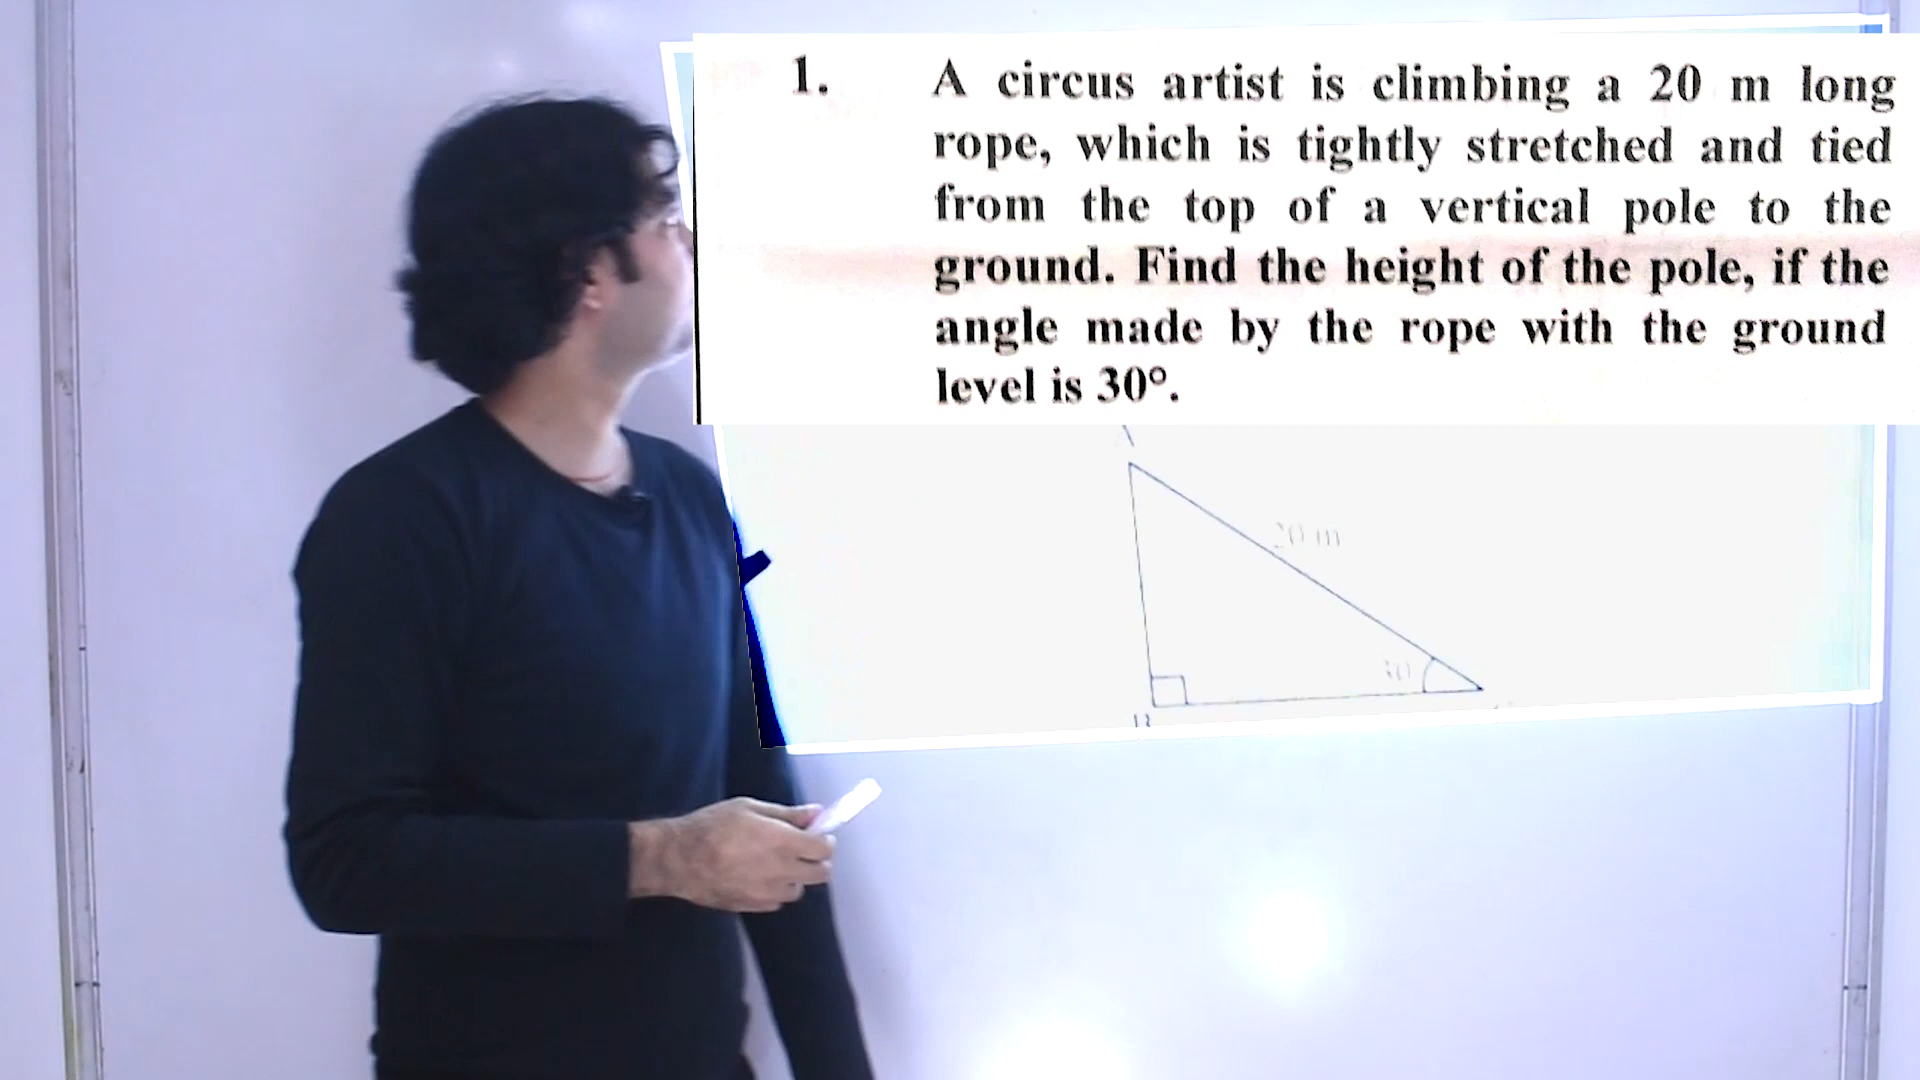 1. A circus artist is climbing a 20 m long
rope, which is tightly stretched and tied
from the top of a vertical pole to the
ground. Find the height of the pole, if the
angle made by the rope with the ground
level is 30°.
20 m
30
B